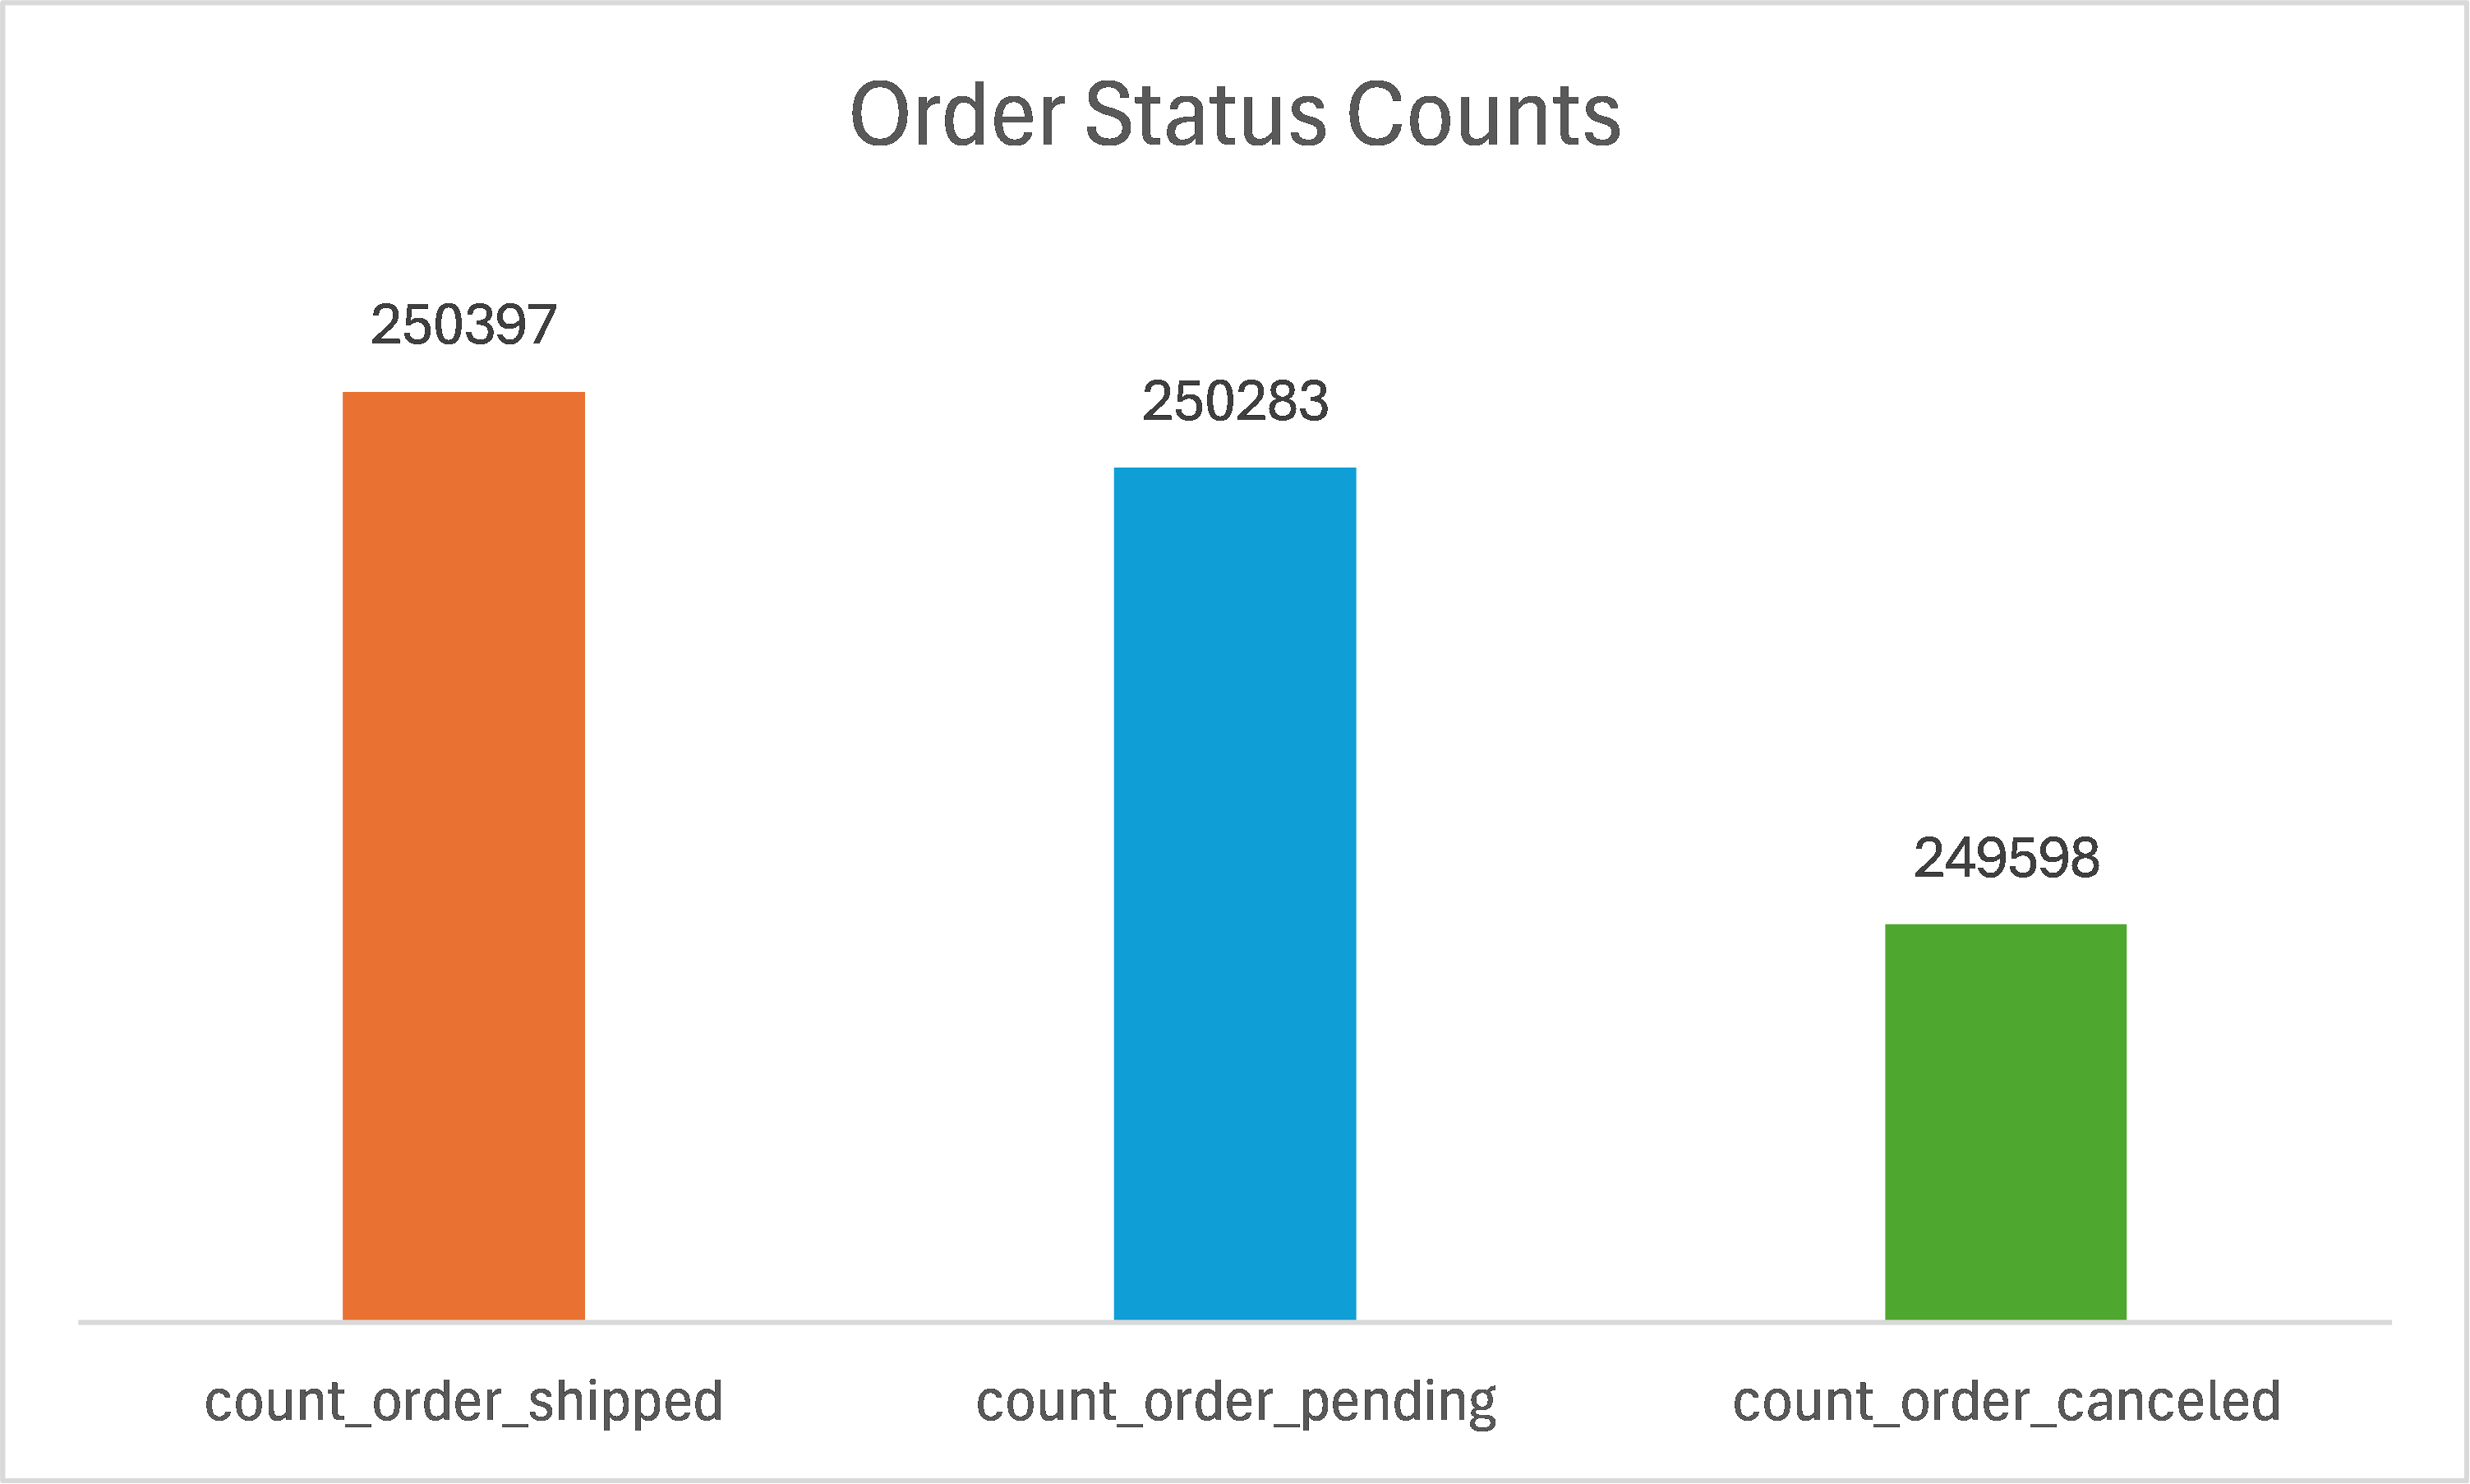 Order Status Counts
250397
250283
249598
count_order_shipped
count_order_pending
count_order_canceled